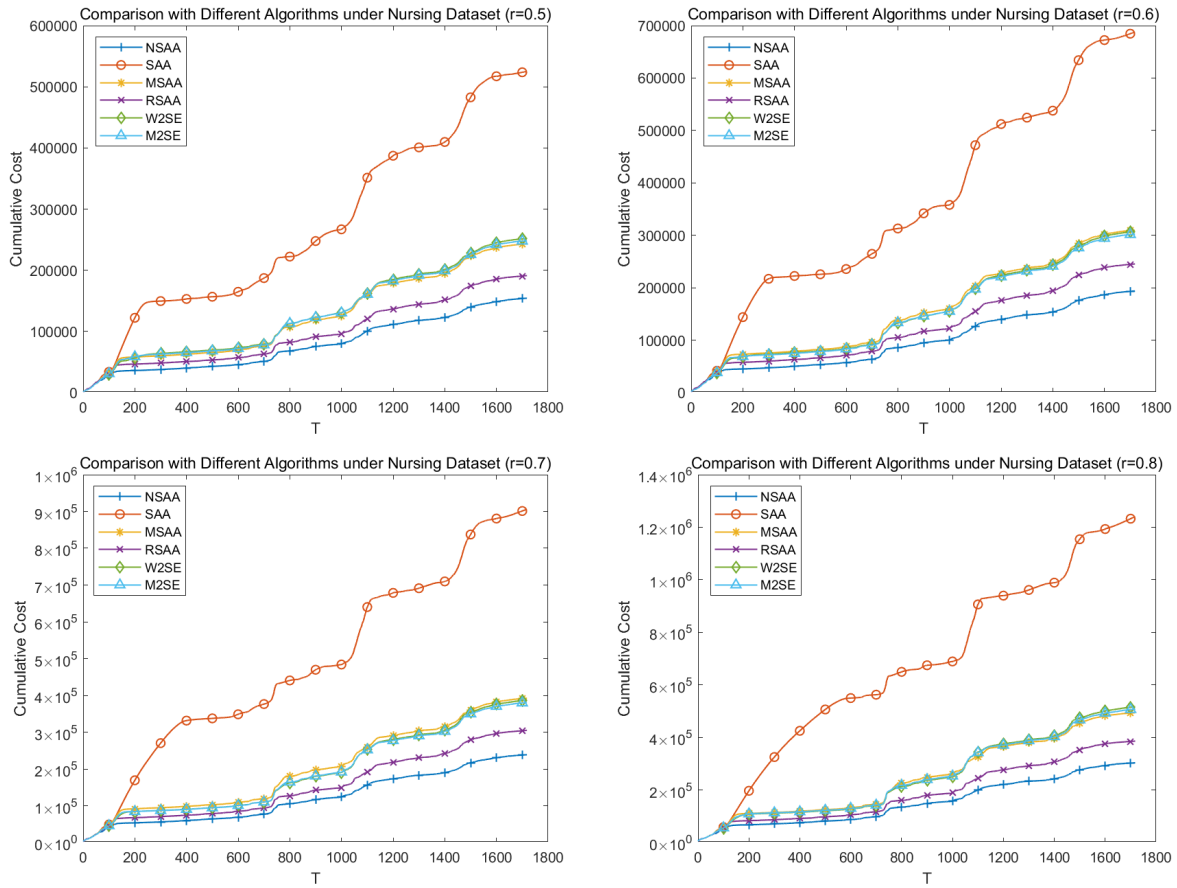 Comparison with Different Algorithms under Nursing Dataset (r=0.5)
600000
500000
400000
300000
200000
100000
0
Cumulative Cost
NSAA
SAA
MSAA
RSAA
W2SE
M2SE
0 200 400 600 800 1000 1200 1400 1600 1800
T
Comparison with Different Algorithms under Nursing Dataset (r=0.6)
700000
600000
500000
400000
300000
200000
100000
0
Cumulative Cost
NSAA
SAA
MSAA
RSAA
W2SE
M2SE
0 200 400 600 800 1000 1200 1400 1600 1800
T
Comparison with Different Algorithms under Nursing Dataset (r=0.7)
1×10⁶
9×10⁵
8×10⁵
7×10⁵
6×10⁵
5×10⁵
4×10⁵
3×10⁵
2×10⁵
1×10⁵
0×10⁰
Cumulative Cost
NSAA
SAA
MSAA
RSAA
W2SE
M2SE
0 200 400 600 800 1000 1200 1400 1600 1800
T
Comparison with Different Algorithms under Nursing Dataset (r=0.8)
1.4×10⁶
1.2×10⁶
1×10⁶
8×10⁵
6×10⁵
4×10⁵
2×10⁵
0×10⁰
Cumulative Cost
NSAA
SAA
MSAA
RSAA
W2SE
M2SE
0 200 400 600 800 1000 1200 1400 1600 1800
T